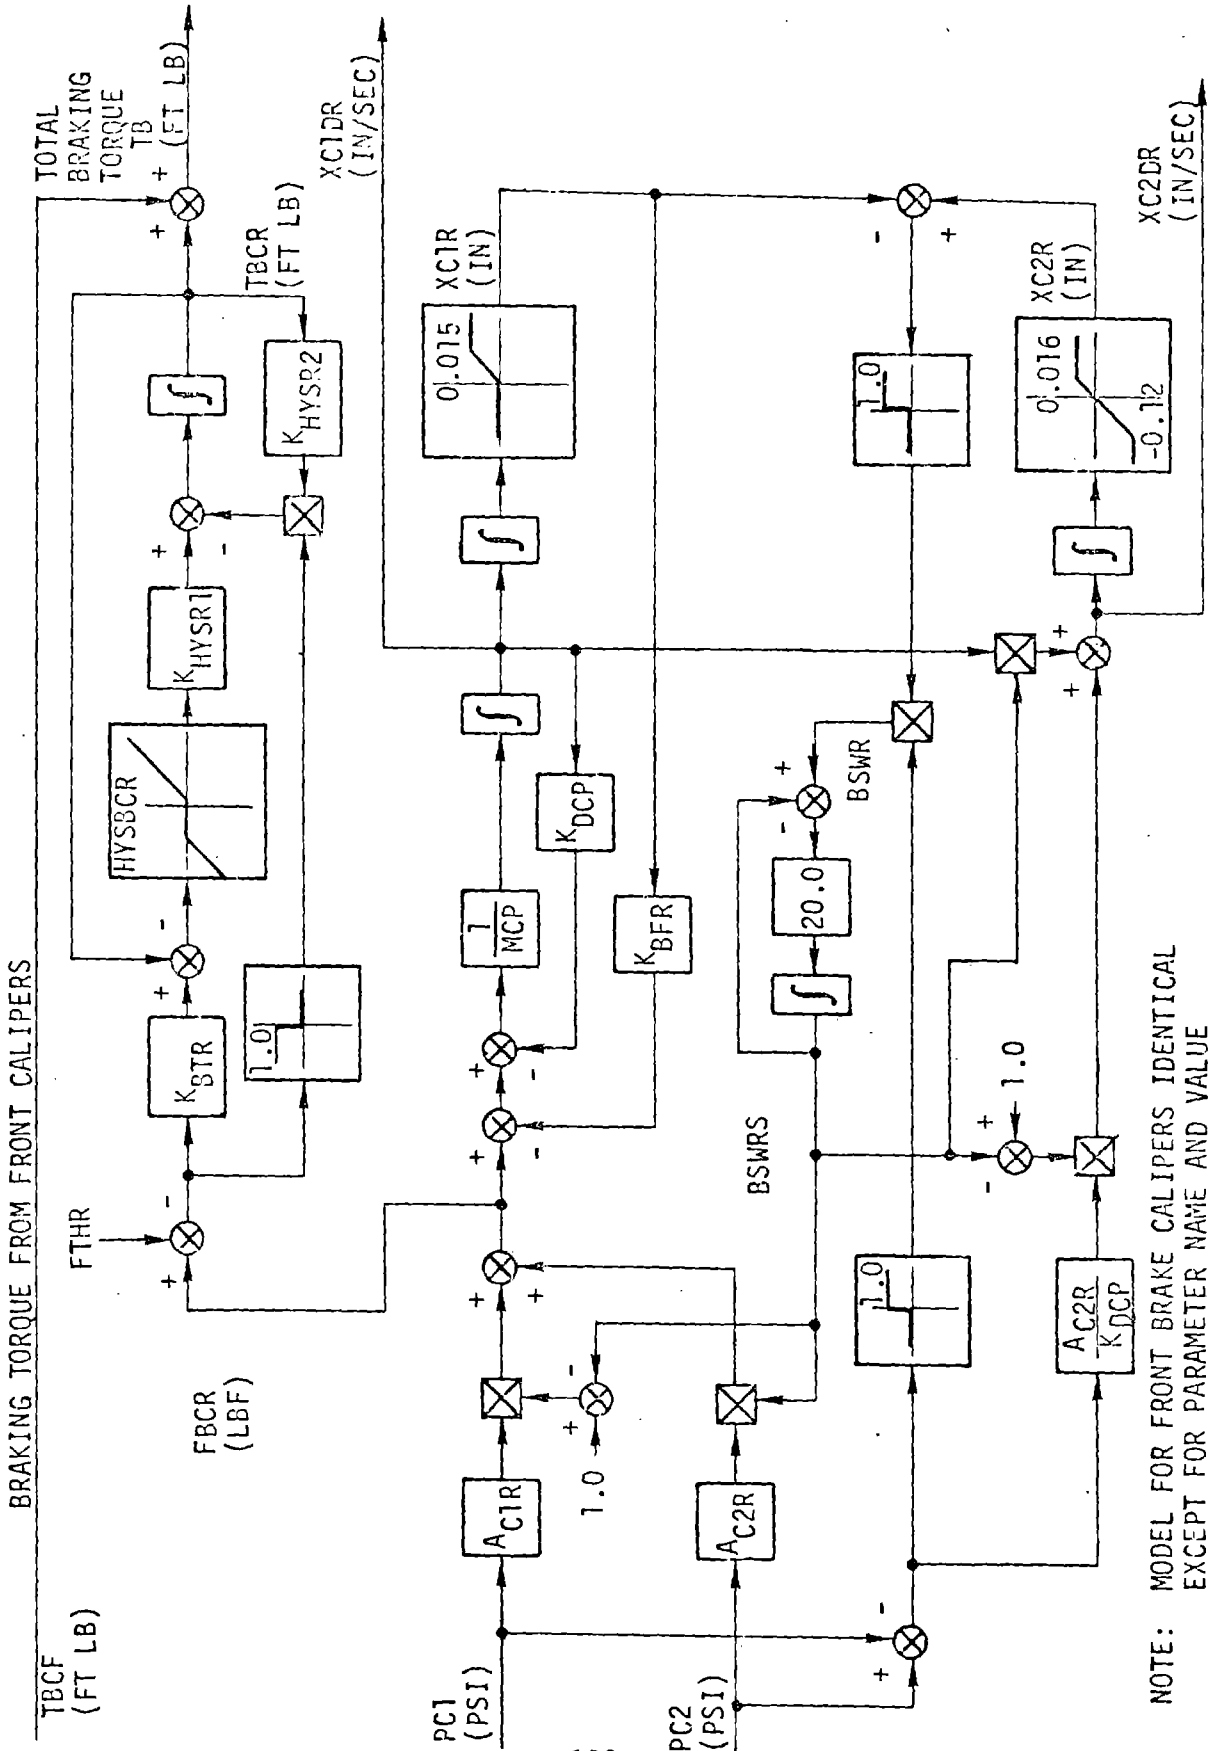 BRAKING TORQUE FROM FRONT CALIPERS
TBCF
(FT LB)
TOTAL
BRAKING
TORQUE
TB
(FT LB)
+
+
FTHR
+
-
K BTR
+
-
HYSBCR
K HYSR1
+
-
∫
TBCR
(FT LB)
K HYSR2
1.0
FBCR
(LBF)
XC1DR
(IN/SEC)
PC1
(PSI)
A C1R
+
+
+
-
+
-
1
MCP
∫
∫
0.015
XC1R
(IN)
1.0
+
-
K DCP
K BFR
PC2
(PSI)
A C2R
BSWRS
∫
20.0
-
+
BSWR
+
-
1.0
1.0
-
+
A C2R
K DCP
-
+
1.0
+
+
∫
0.016
-0.12
XC2R
(IN)
XC2DR
(IN/SEC)
NOTE: MODEL FOR FRONT BRAKE CALIPERS IDENTICAL
EXCEPT FOR PARAMETER NAME AND VALUE